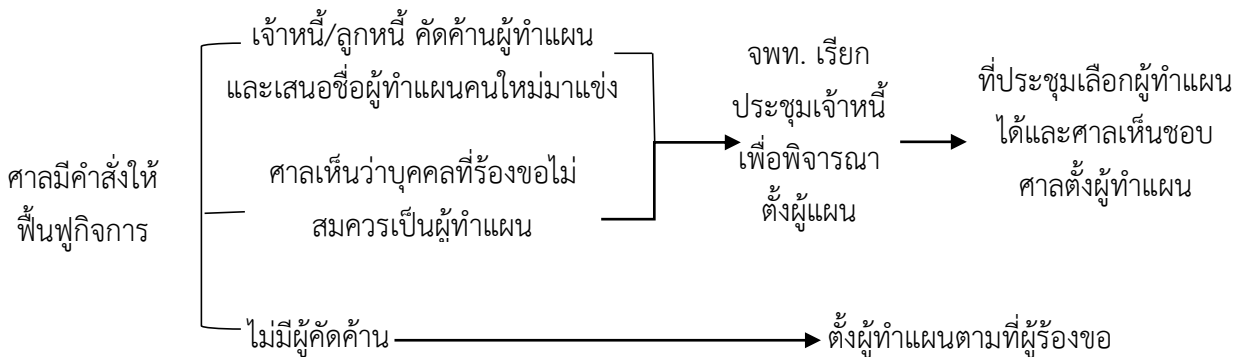 ศาลมีคำสั่งให้
ฟื้นฟูกิจการ
เจ้าหนี้/ลูกหนี้ คัดค้านผู้ทำแผน
และเสนอชื่อผู้ทำแผนคนใหม่มาแข่ง
ศาลเห็นว่าบุคคลที่ร้องขอไม่
สมควรเป็นผู้ทำแผน
ไม่มีผู้คัดค้าน
จพท. เรียก
ประชุมเจ้าหนี้
เพื่อพิจารณา
ตั้งผู้แผน
ที่ประชุมเลือกผู้ทำแผน
ได้และศาลเห็นชอบ
ศาลตั้งผู้ทำแผน
ตั้งผู้ทำแผนตามที่ผู้ร้องขอ